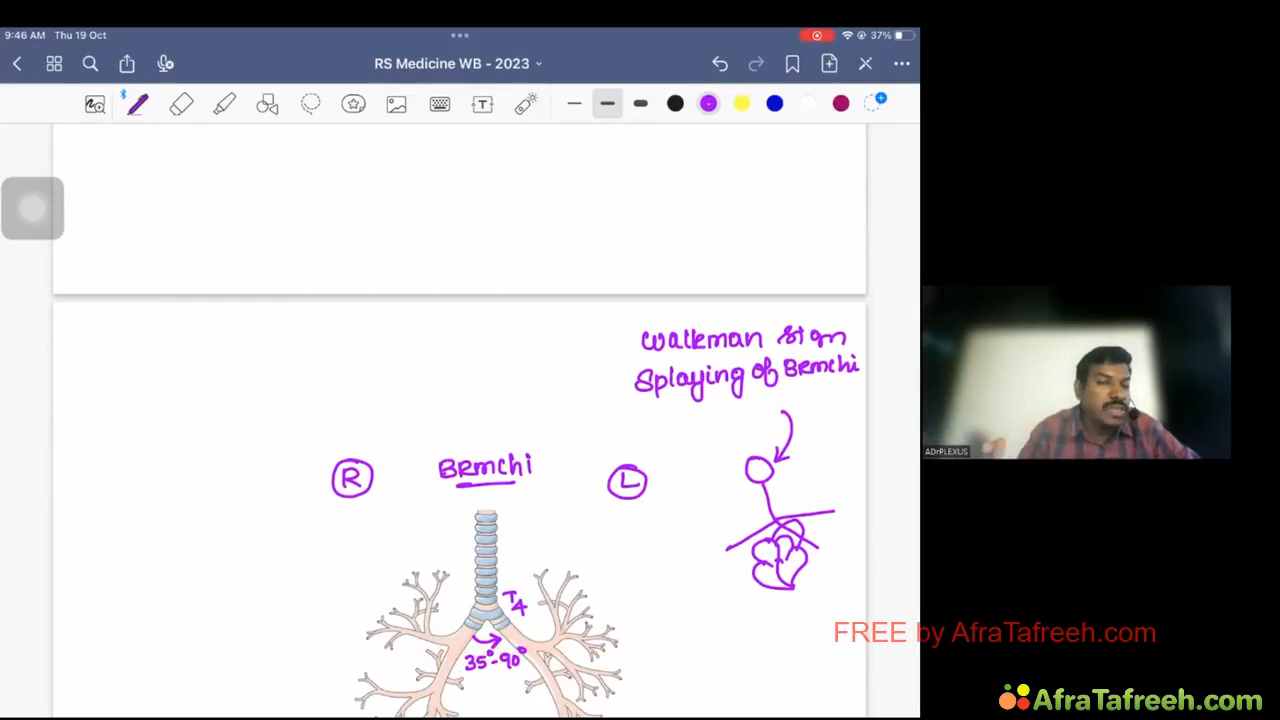 9:46 AM Thu 19 Oct
37%
RS Medicine WB - 2023
Walkman sign
Splaying of Bronchi
R
Bronchi
L
T4
35°-90°
ADrPLEXUS
FREE by AfraTafreeh.com
AfraTafreeh.com